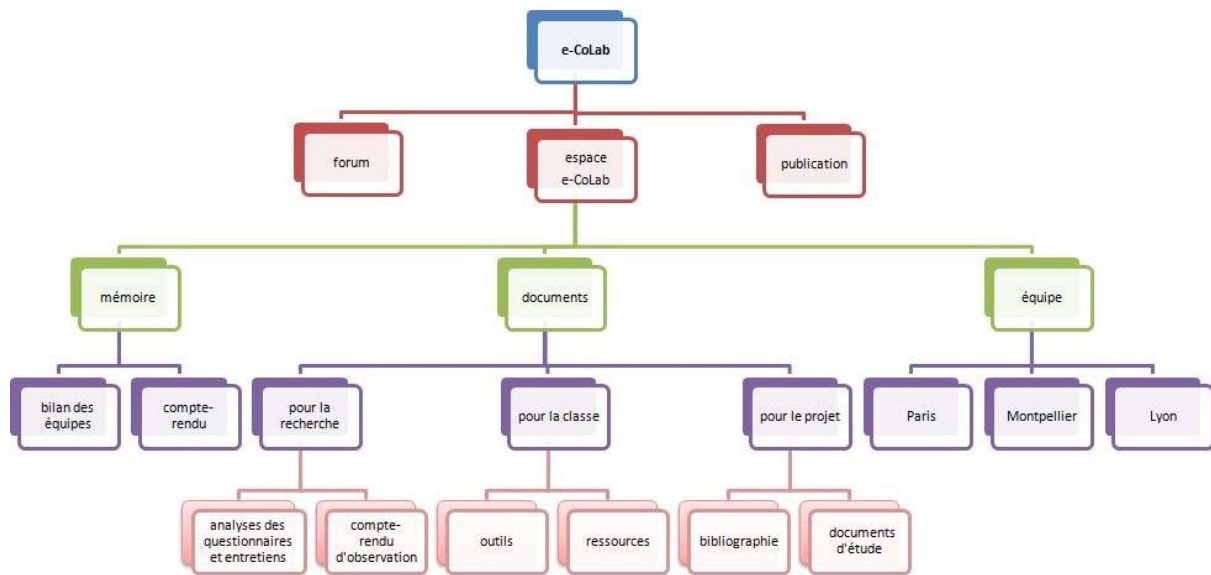 e-CoLab
forum
espace
e-CoLab
publication
mémoire
documents
équipe
bilan des
équipes
compte-
rendu
pour la
recherche
pour la classe
pour le projet
Paris
Montpellier
Lyon
analyses des
questionnaires
et entretiens
compte-
rendu
d'observation
outils
ressources
bibliographie
documents
d'étude